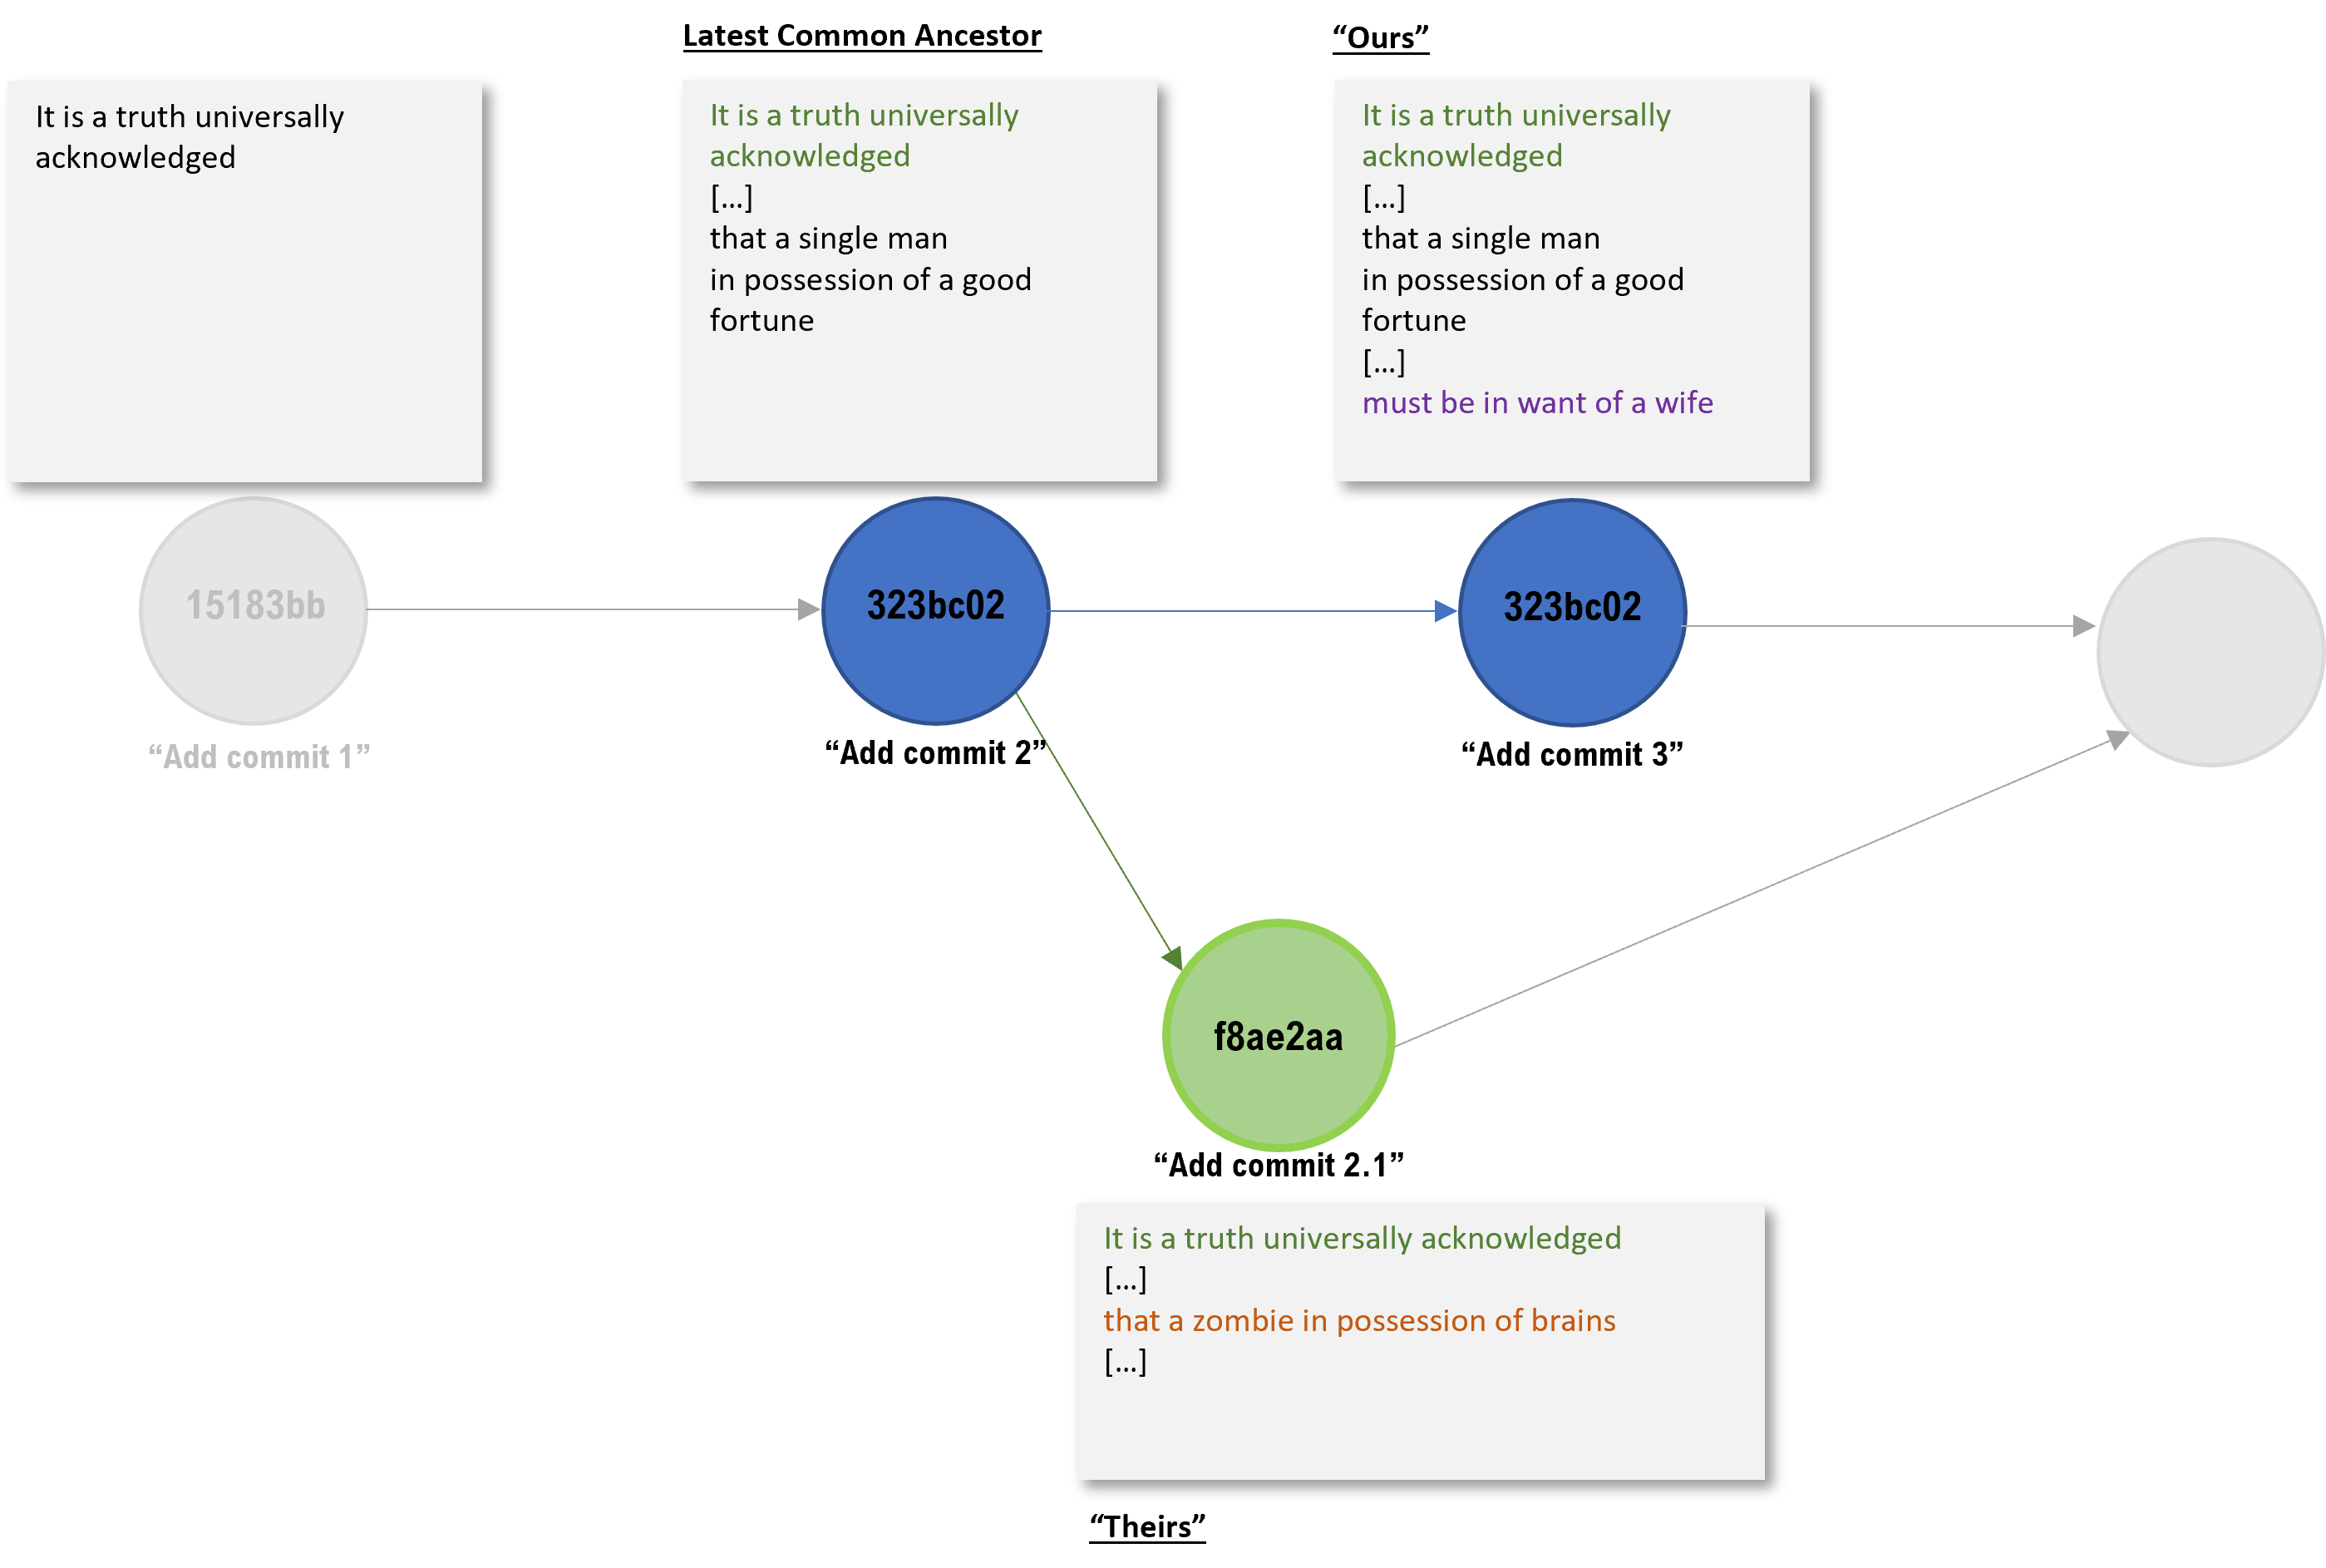 Latest Common Ancestor
“Ours”
It is a truth universally
acknowledged
It is a truth universally
acknowledged
[…]
that a single man
in possession of a good
fortune
It is a truth universally
acknowledged
[…]
that a single man
in possession of a good
fortune
[…]
must be in want of a wife
15183bb
323bc02
323bc02
“Add commit 1”
“Add commit 2”
“Add commit 3”
f8ae2aa
“Add commit 2.1”
It is a truth universally acknowledged
[…]
that a zombie in possession of brains
[…]
“Theirs”